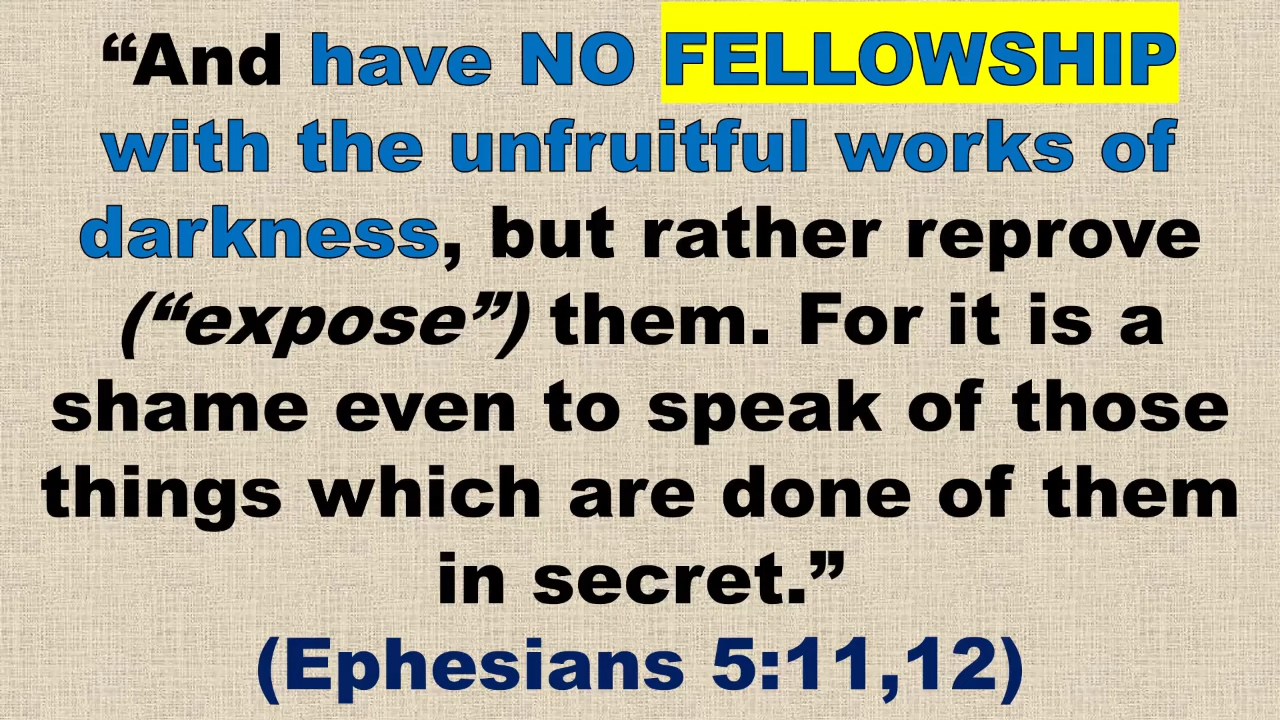 “And have NO FELLOWSHIP
with the unfruitful works of
darkness, but rather reprove
(“expose”) them. For it is a
shame even to speak of those
things which are done of them
in secret.”
(Ephesians 5:11,12)